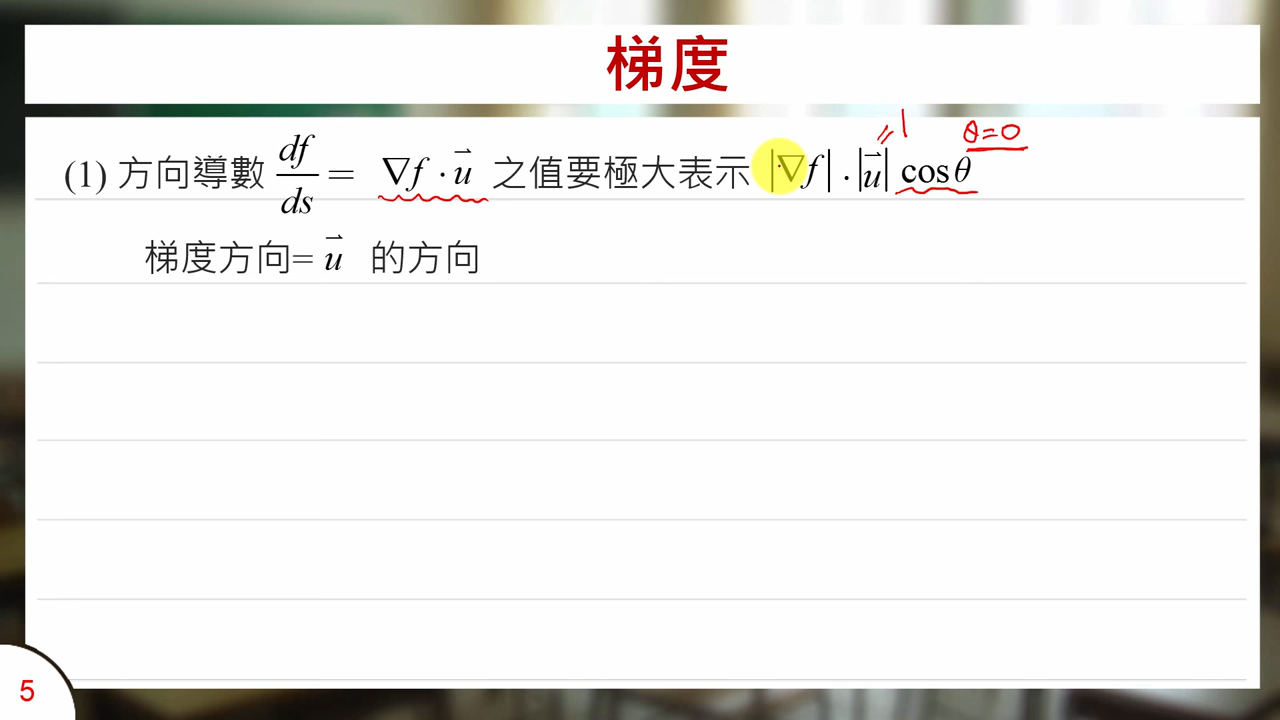 梯度
=1 θ=0
(1) 方向導數 df/ds = ∇f · u⃗ 之值要極大表示 |∇f| · |u⃗| cosθ
梯度方向= u⃗ 的方向
5